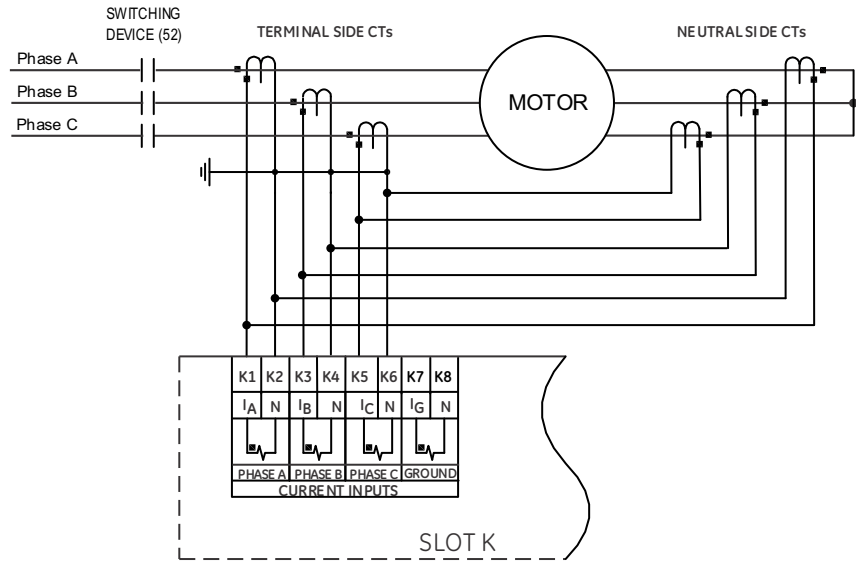 SWITCHING
DEVICE (52)
TERMINAL SIDE CTs
NEUTRAL SIDE CTs
Phase A
Phase B
Phase C
MOTOR
K1 K2 K3 K4 K5 K6 K7 K8
IA N IB N IC N IG N
PHASE A PHASE B PHASE C GROUND
CURRENT INPUTS
SLOT K